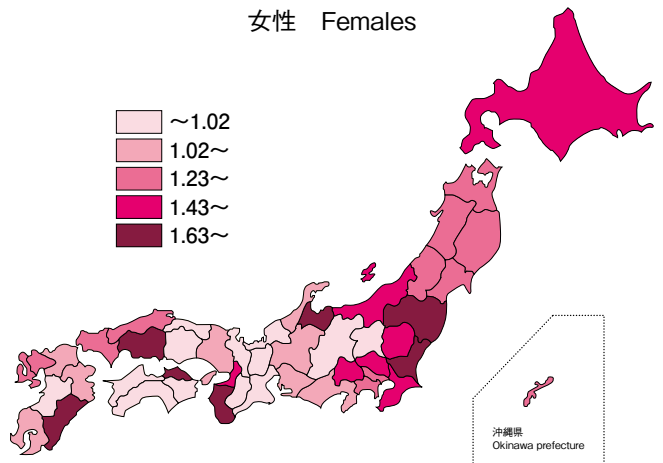 女性 Females
～1.02
1.02～
1.23～
1.43～
1.63～
沖縄県
Okinawa prefecture